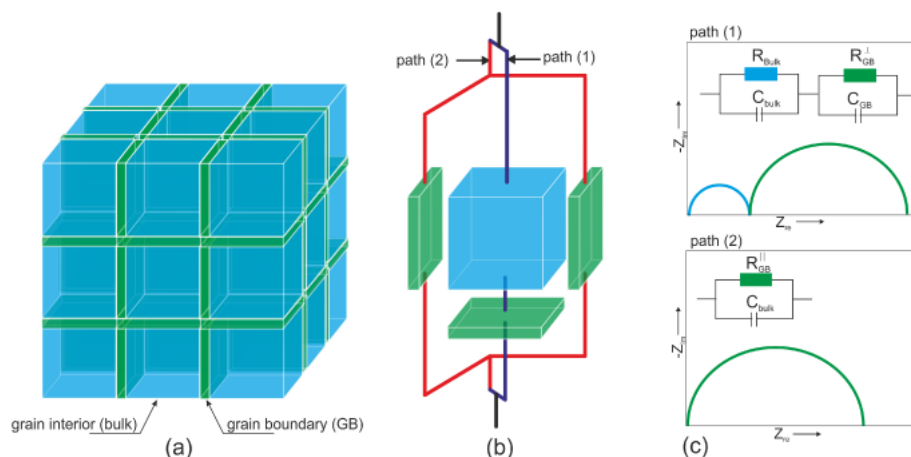 path (1)
path (2)
path (1)
R_Bulk
R_GB^⊥
C_bulk
C_GB
-Z_im
Z_re
path (2)
R_GB^||
C_bulk
-Z_im
Z_re
grain interior (bulk)
grain boundary (GB)
(a)
(b)
(c)